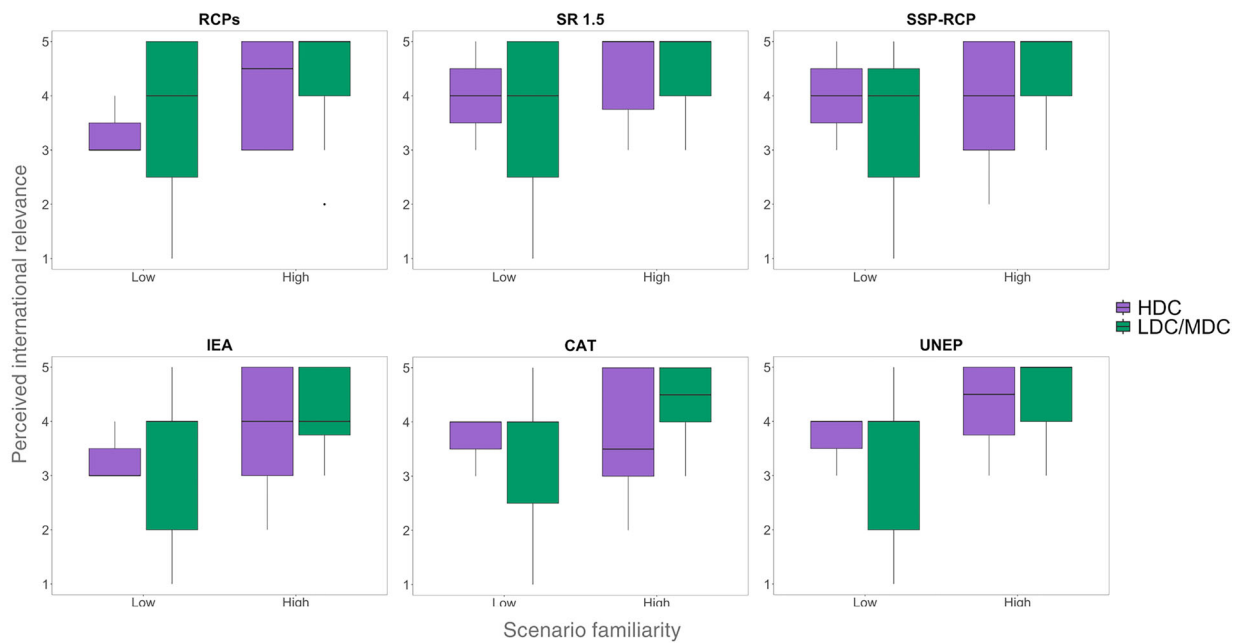 RCPs
SR 1.5
SSP-RCP
5
4
3
2
1
Low
High
5
4
3
2
1
Low
High
5
4
3
2
1
Low
High
HDC
LDC/MDC
IEA
CAT
UNEP
5
4
3
2
1
Low
High
5
4
3
2
1
Low
High
5
4
3
2
1
Low
High
Perceived international relevance
Scenario familiarity